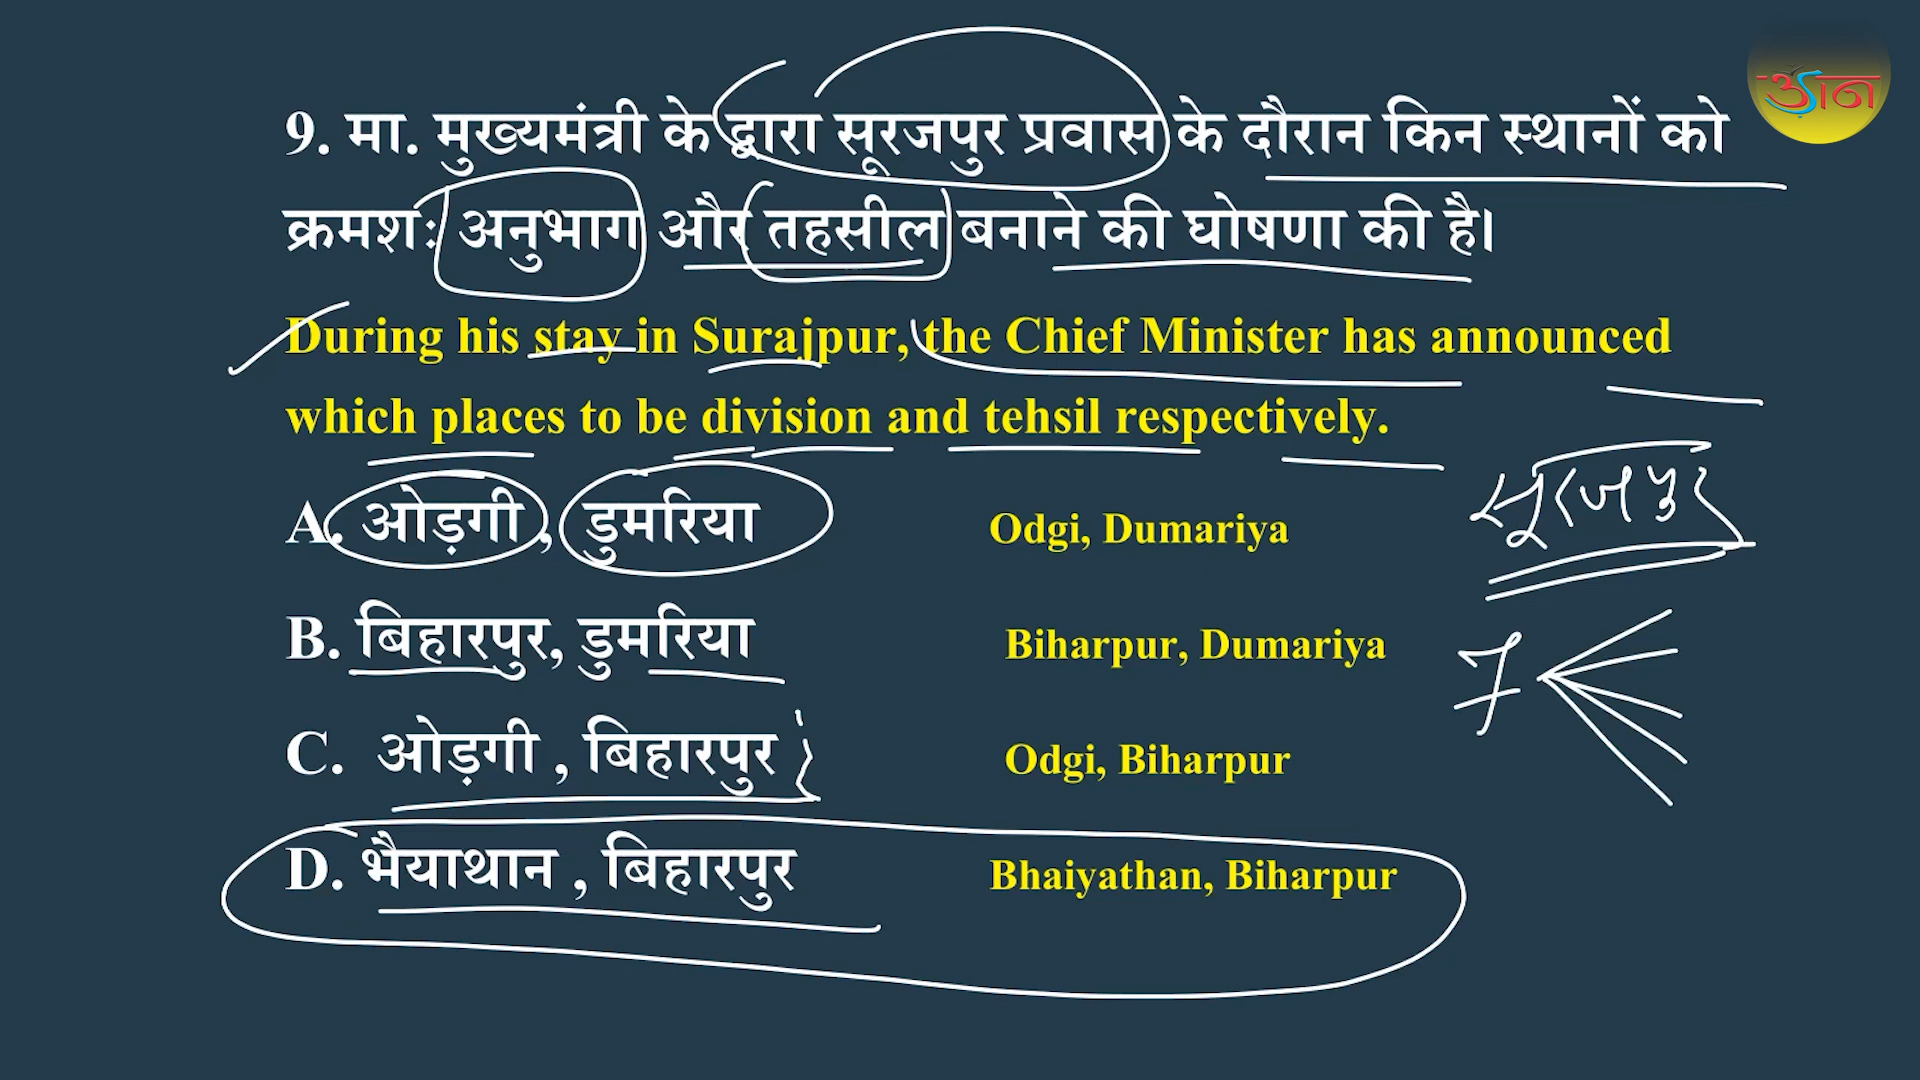 उड़ान
9. मा. मुख्यमंत्री के द्वारा सूरजपुर प्रवास के दौरान किन स्थानों को
क्रमशः अनुभाग और तहसील बनाने की घोषणा की है।
During his stay in Surajpur, the Chief Minister has announced
which places to be division and tehsil respectively.
A. ओड़गी, डुमरिया Odgi, Dumariya
सूरजपुर
B. बिहारपुर, डुमरिया Biharpur, Dumariya
7
C. ओड़गी , बिहारपुर Odgi, Biharpur
D. भैयाथान , बिहारपुर Bhaiyathan, Biharpur